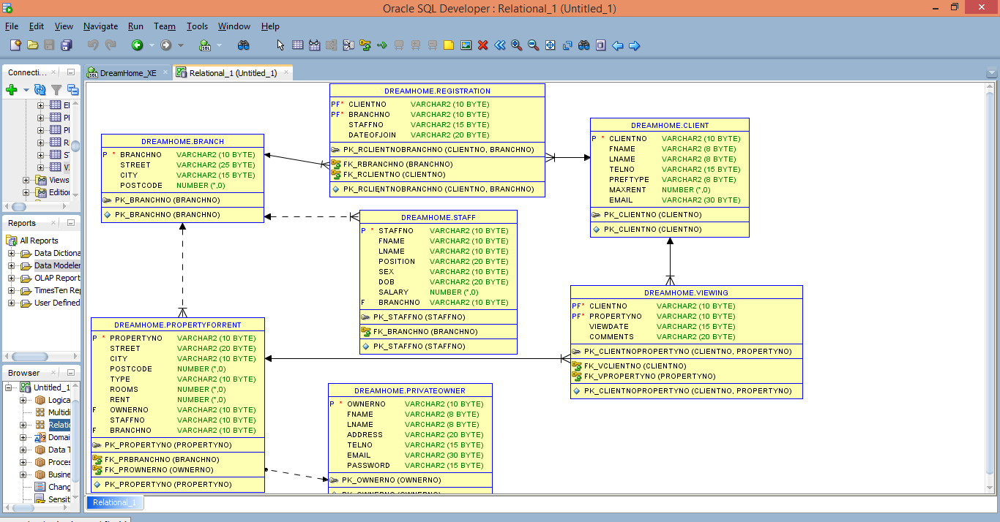 Oracle SQL Developer : Relational_1 (Untitled_1)
File Edit View Navigate Run Team Tools Window Help
Connecti...
DreamHome_XE
Relational_1 (Untitled_1)
Views
Edition
Reports
All Reports
Data Dictiona
Data Modeler
OLAP Report
TimesTen Rep
User Defined
Browser
Untitled_1
Logica
Multidi
Relatio
Domai
Data T
Proces
Busine
Chang
Sensiti
DREAMHOME.REGISTRATION
PF* CLIENTNO VARCHAR2 (10 BYTE)
PF* BRANCHNO VARCHAR2 (10 BYTE)
STAFFNO VARCHAR2 (15 BYTE)
DATEOFJOIN VARCHAR2 (20 BYTE)
PK_RCLIENTNOBRANCHNO (CLIENTNO, BRANCHNO)
FK_RBRANCHNO (BRANCHNO)
FK_RCLIENTNO (CLIENTNO)
PK_RCLIENTNOBRANCHNO (CLIENTNO, BRANCHNO)
DREAMHOME.CLIENT
P * CLIENTNO VARCHAR2 (10 BYTE)
FNAME VARCHAR2 (8 BYTE)
LNAME VARCHAR2 (8 BYTE)
TELNO VARCHAR2 (15 BYTE)
PREFTYPE VARCHAR2 (8 BYTE)
MAXRENT NUMBER (*,0)
EMAIL VARCHAR2 (30 BYTE)
PK_CLIENTNO (CLIENTNO)
PK_CLIENTNO (CLIENTNO)
DREAMHOME.BRANCH
P * BRANCHNO VARCHAR2 (10 BYTE)
STREET VARCHAR2 (25 BYTE)
CITY VARCHAR2 (15 BYTE)
POSTCODE NUMBER (*,0)
PK_BRANCHNO (BRANCHNO)
PK_BRANCHNO (BRANCHNO)
DREAMHOME.STAFF
P * STAFFNO VARCHAR2 (10 BYTE)
FNAME VARCHAR2 (10 BYTE)
LNAME VARCHAR2 (10 BYTE)
POSITION VARCHAR2 (20 BYTE)
SEX VARCHAR2 (10 BYTE)
DOB VARCHAR2 (20 BYTE)
SALARY NUMBER (*,0)
F BRANCHNO VARCHAR2 (10 BYTE)
PK_STAFFNO (STAFFNO)
FK_BRANCHNO (BRANCHNO)
PK_STAFFNO (STAFFNO)
DREAMHOME.VIEWING
PF* CLIENTNO VARCHAR2 (10 BYTE)
PF* PROPERTYNO VARCHAR2 (10 BYTE)
VIEWDATE VARCHAR2 (15 BYTE)
COMMENTS VARCHAR2 (20 BYTE)
PK_CLIENTNOPROPERTYNO (CLIENTNO, PROPERTYNO)
FK_VCLIENTNO (CLIENTNO)
FK_VPROPERTYNO (PROPERTYNO)
PK_CLIENTNOPROPERTYNO (CLIENTNO, PROPERTYNO)
DREAMHOME.PROPERTYFORRENT
P * PROPERTYNO VARCHAR2 (10 BYTE)
STREET VARCHAR2 (20 BYTE)
CITY VARCHAR2 (10 BYTE)
POSTCODE NUMBER (*,0)
TYPE VARCHAR2 (10 BYTE)
ROOMS NUMBER (*,0)
RENT NUMBER (*,0)
F OWNERNO VARCHAR2 (10 BYTE)
STAFFNO VARCHAR2 (10 BYTE)
F BRANCHNO VARCHAR2 (10 BYTE)
PK_PROPERTYNO (PROPERTYNO)
FK_PRBRANCHNO (BRANCHNO)
FK_PROWNERNO (OWNERNO)
PK_PROPERTYNO (PROPERTYNO)
DREAMHOME.PRIVATEOWNER
P * OWNERNO VARCHAR2 (10 BYTE)
FNAME VARCHAR2 (8 BYTE)
LNAME VARCHAR2 (8 BYTE)
ADDRESS VARCHAR2 (20 BYTE)
TELNO VARCHAR2 (15 BYTE)
EMAIL VARCHAR2 (30 BYTE)
PASSWORD VARCHAR2 (15 BYTE)
PK_OWNERNO (OWNERNO)
PK_OWNERNO (OWNERNO)
Relational_1